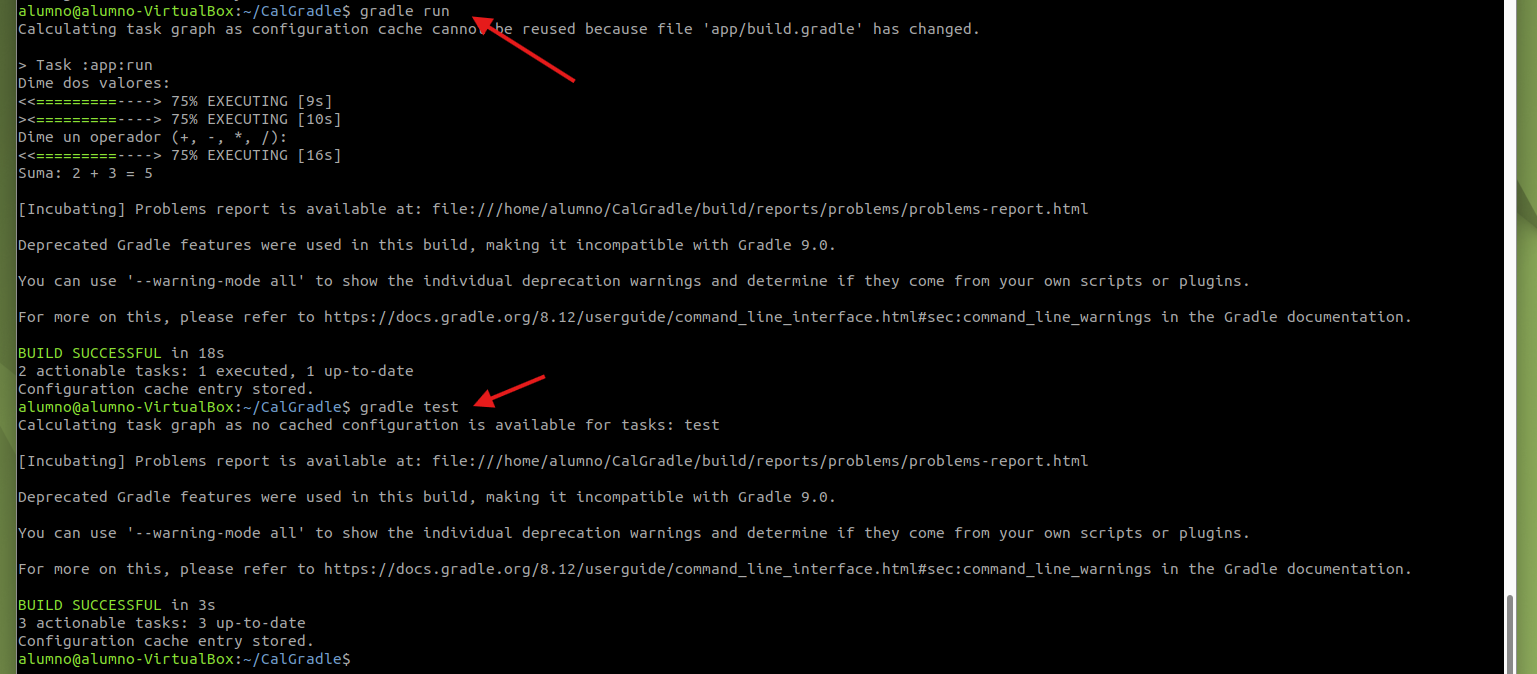 alumno@alumno-VirtualBox:~/CalGradle$ gradle run
Calculating task graph as configuration cache cannot be reused because file 'app/build.gradle' has changed.
> Task :app:run
Dime dos valores:
<<=========----> 75% EXECUTING [9s]
><=========----> 75% EXECUTING [10s]
Dime un operador (+, -, *, /):
<<=========----> 75% EXECUTING [16s]
Suma: 2 + 3 = 5
[Incubating] Problems report is available at: file:///home/alumno/CalGradle/build/reports/problems/problems-report.html
Deprecated Gradle features were used in this build, making it incompatible with Gradle 9.0.
You can use '--warning-mode all' to show the individual deprecation warnings and determine if they come from your own scripts or plugins.
For more on this, please refer to https://docs.gradle.org/8.12/userguide/command_line_interface.html#sec:command_line_warnings in the Gradle documentation.
BUILD SUCCESSFUL in 18s
2 actionable tasks: 1 executed, 1 up-to-date
Configuration cache entry stored.
alumno@alumno-VirtualBox:~/CalGradle$ gradle test
Calculating task graph as no cached configuration is available for tasks: test
[Incubating] Problems report is available at: file:///home/alumno/CalGradle/build/reports/problems/problems-report.html
Deprecated Gradle features were used in this build, making it incompatible with Gradle 9.0.
You can use '--warning-mode all' to show the individual deprecation warnings and determine if they come from your own scripts or plugins.
For more on this, please refer to https://docs.gradle.org/8.12/userguide/command_line_interface.html#sec:command_line_warnings in the Gradle documentation.
BUILD SUCCESSFUL in 3s
3 actionable tasks: 3 up-to-date
Configuration cache entry stored.
alumno@alumno-VirtualBox:~/CalGradle$